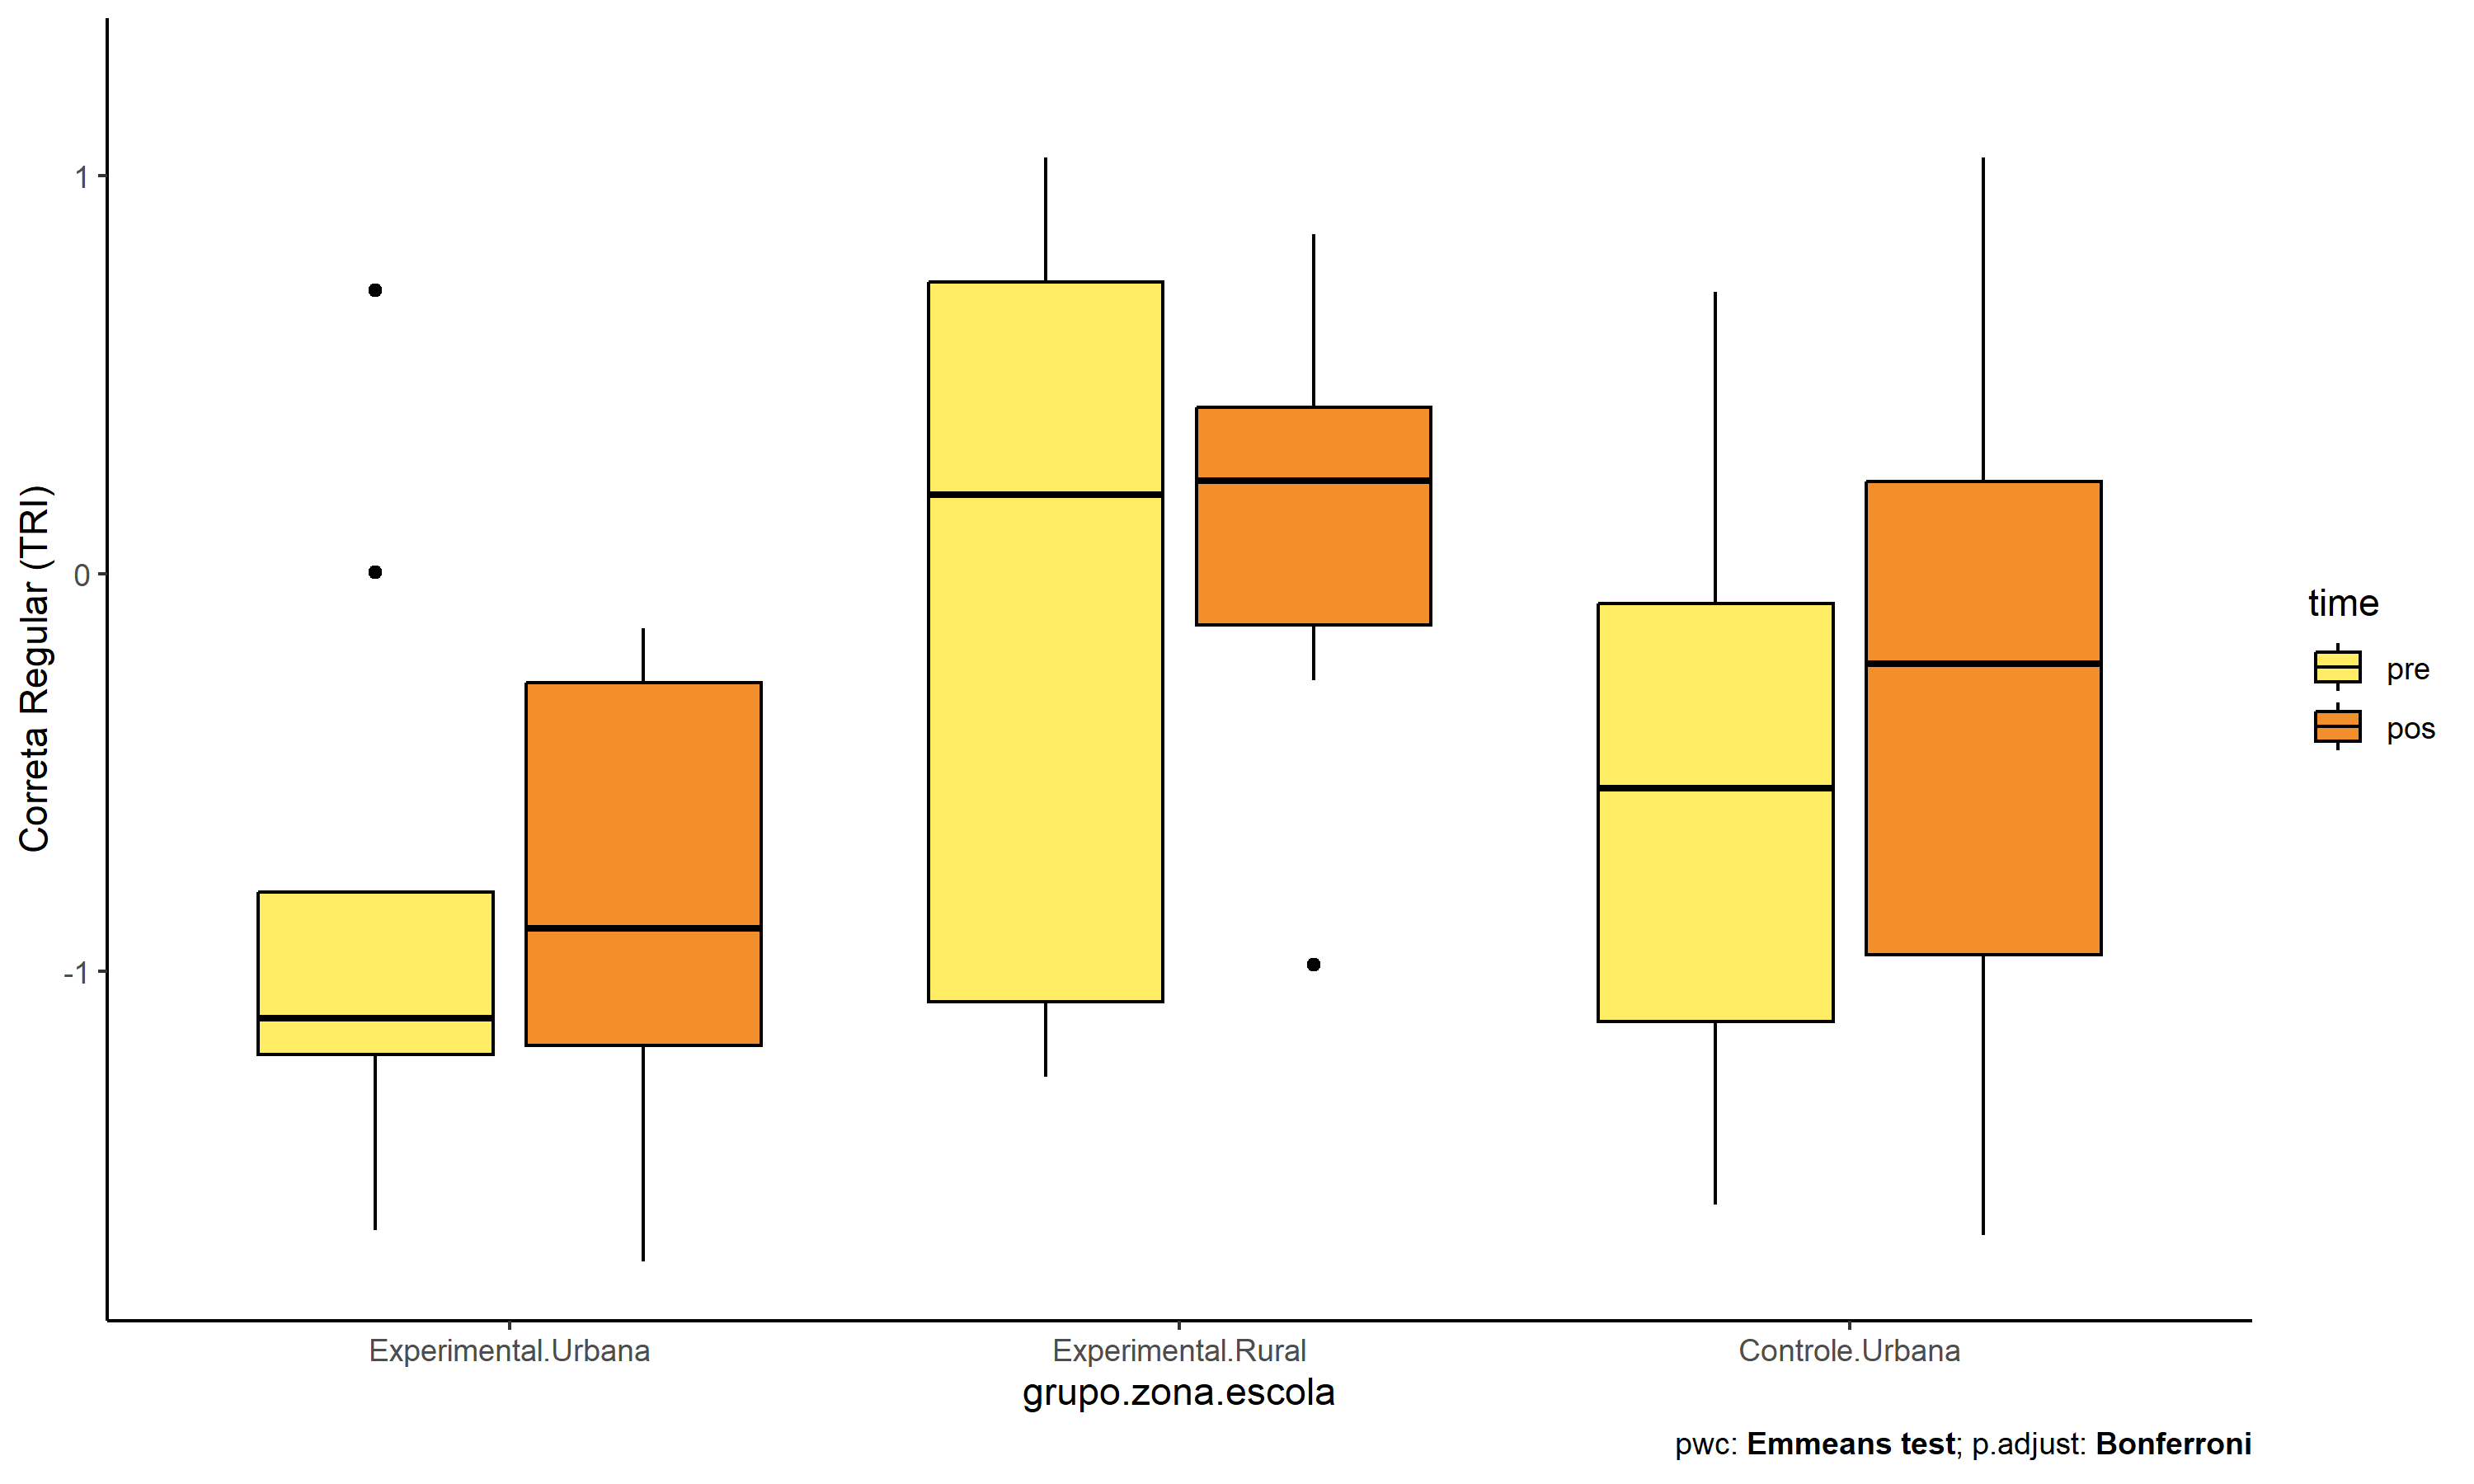 Correta Regular (TRI)
1
0
-1
Experimental.Urbana
Experimental.Rural
Controle.Urbana
grupo.zona.escola
time
pre
pos
pwc: Emmeans test; p.adjust: Bonferroni